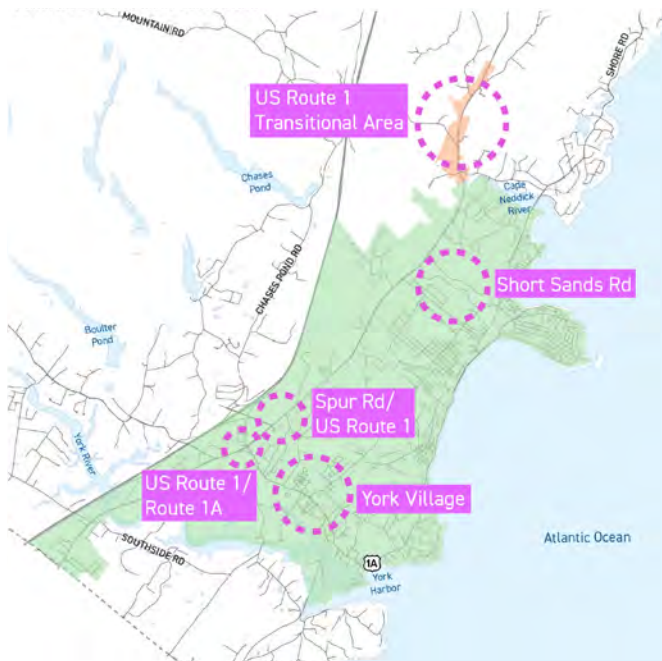 MOUNTAIN RD
SHORE RD
US Route 1
Transitional Area
Chases
Pond
Cape
Neddick
River
CHASES POND RD
Short Sands Rd
Boulter
Pond
Spur Rd/
US Route 1
York River
US Route 1/
Route 1A
York Village
SOUTHSIDE RD
Atlantic Ocean
1A
York
Harbor